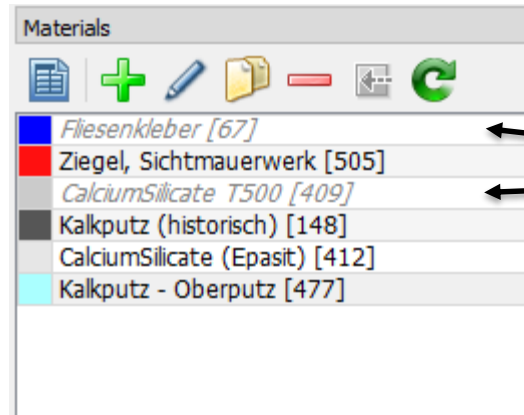 Materials
Fliesenkleber [67]
Ziegel, Sichtmauerwerk [505]
CalciumSilicate T500 [409]
Kalkputz (historisch) [148]
CalciumSilicate (Epasit) [412]
Kalkputz - Oberputz [477]